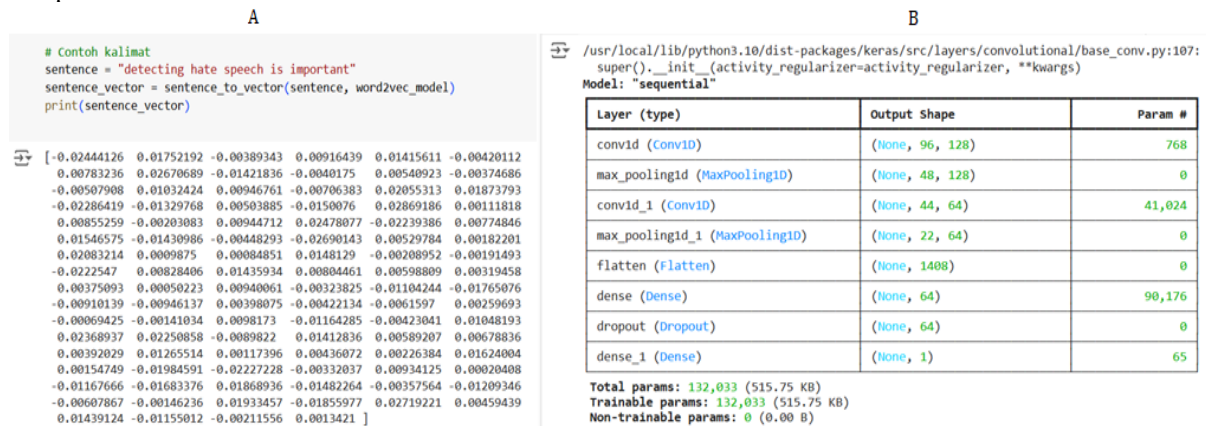 A
# Contoh kalimat
sentence = "detecting hate speech is important"
sentence_vector = sentence_to_vector(sentence, word2vec_model)
print(sentence_vector)
[-0.02444126 0.01752192 -0.00389343 0.00916439 0.01415611 -0.00420112
0.00783236 0.02670689 -0.01421836 -0.0040175 0.00540923 -0.00374686
-0.00507908 0.01032424 0.00946761 -0.00706383 0.02055313 0.01873793
-0.02286419 -0.01329768 0.00503885 -0.0150076 0.02869186 0.00111818
0.00855259 -0.00203083 0.00944712 0.02478077 -0.02239386 0.00774846
0.01546575 -0.01430986 -0.00448293 -0.02690143 0.00529784 0.00182201
0.02083214 0.0009875 0.00084851 0.0148129 -0.00208952 -0.00191493
-0.0222547 0.00828406 0.01435934 0.00804461 0.00598809 0.00319458
0.00375093 0.00050223 0.00940061 -0.00323825 -0.01104244 -0.01765076
-0.00910139 -0.00946137 0.00398075 -0.00422134 -0.0061597 0.00259693
-0.00069425 -0.00141034 0.0098173 -0.01164285 -0.00423041 0.01048193
0.02368937 0.02250858 -0.0089822 0.01412836 0.00589207 0.00678836
0.00392029 0.01265514 0.00117396 0.00436072 0.00226384 0.01624004
0.00154749 -0.01984591 -0.02227228 -0.00332037 0.00934125 0.00020408
-0.01167666 -0.01683376 0.01868936 -0.01482264 -0.00357564 -0.01209346
-0.00607867 -0.00146236 0.01933457 -0.01855977 0.02719221 0.00459439
0.01439124 -0.01155012 -0.00211556 0.0013421 ]
B
/usr/local/lib/python3.10/dist-packages/keras/src/layers/convolutional/base_conv.py:107:
super().__init__(activity_regularizer=activity_regularizer, **kwargs)
Model: "sequential"
Layer (type) Output Shape Param #
conv1d (Conv1D) (None, 96, 128) 768
max_pooling1d (MaxPooling1D) (None, 48, 128) 0
conv1d_1 (Conv1D) (None, 44, 64) 41,024
max_pooling1d_1 (MaxPooling1D) (None, 22, 64) 0
flatten (Flatten) (None, 1408) 0
dense (Dense) (None, 64) 90,176
dropout (Dropout) (None, 64) 0
dense_1 (Dense) (None, 1) 65
Total params: 132,033 (515.75 KB)
Trainable params: 132,033 (515.75 KB)
Non-trainable params: 0 (0.00 B)